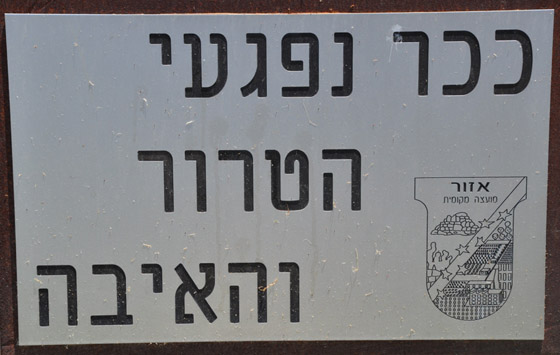 ככר נפגעי
הטרור
והאיבה
אזור
מועצה מקומית